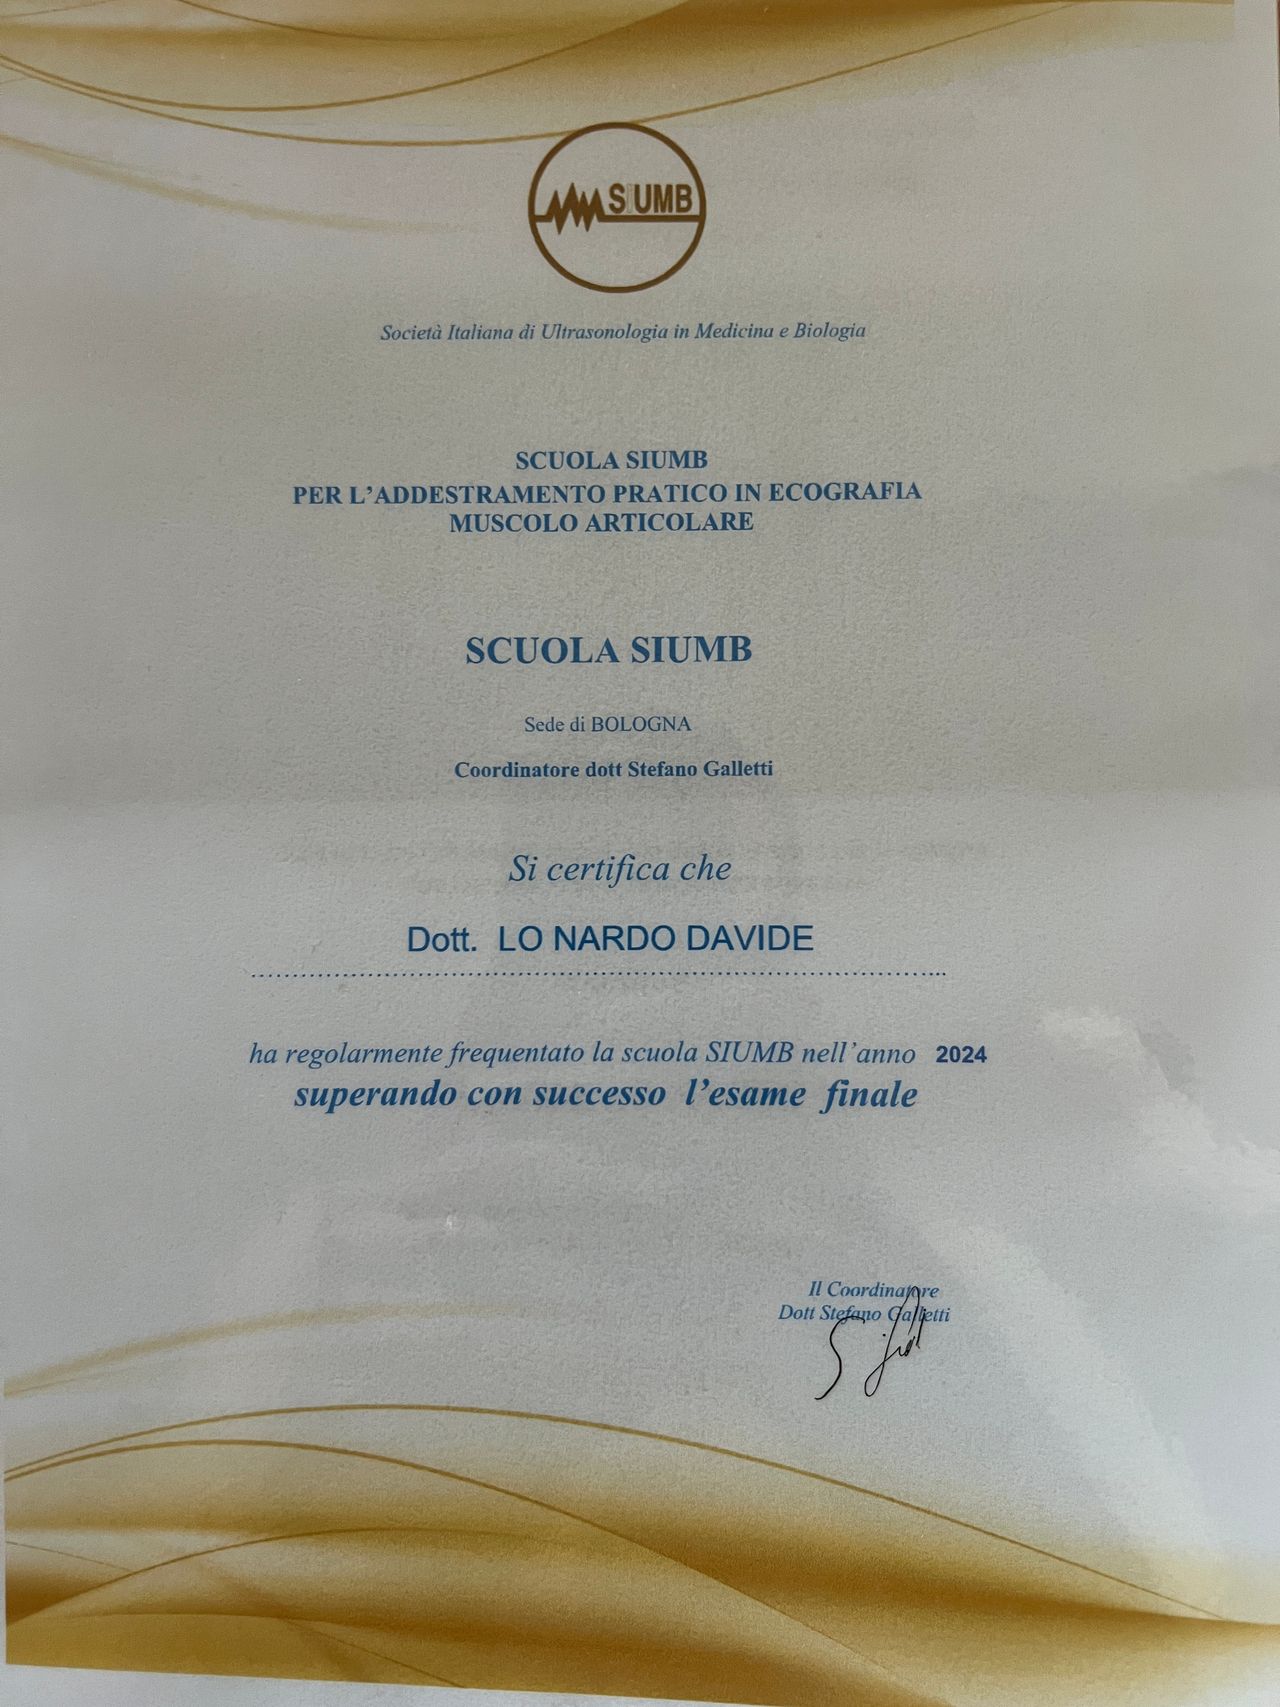 SIUMB
Società Italiana di Ultrasonologia in Medicina e Biologia
SCUOLA SIUMB
PER L’ADDESTRAMENTO PRATICO IN ECOGRAFIA
MUSCOLO ARTICOLARE
SCUOLA SIUMB
Sede di BOLOGNA
Coordinatore dott Stefano Galletti
Si certifica che
Dott. LO NARDO DAVIDE
ha regolarmente frequentato la scuola SIUMB nell’anno 2024
superando con successo l’esame finale
Il Coordinatore
Dott Stefano Galletti